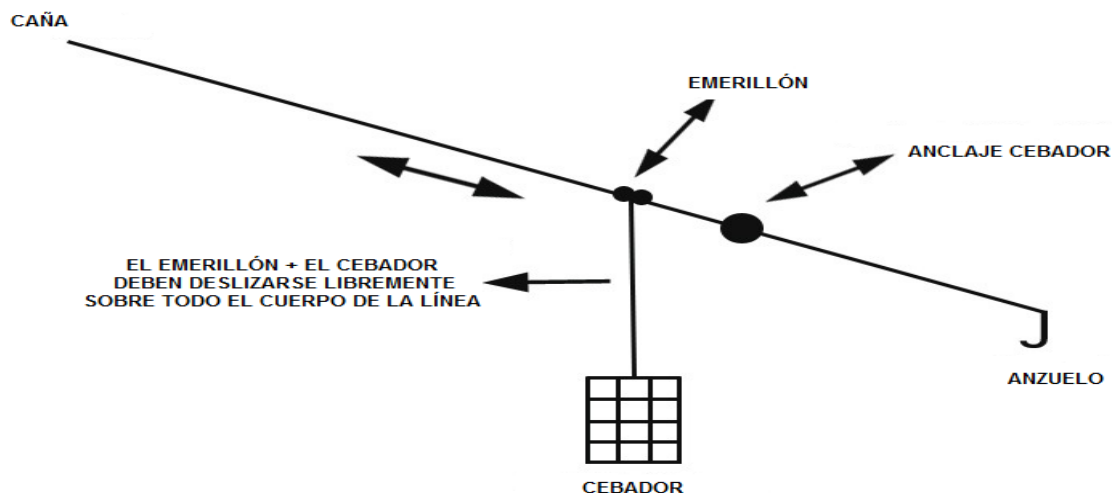 CAÑA
EMERILLÓN
ANCLAJE CEBADOR
EL EMERILLÓN + EL CEBADOR
DEBEN DESLIZARSE LIBREMENTE
SOBRE TODO EL CUERPO DE LA LÍNEA
ANZUELO
CEBADOR